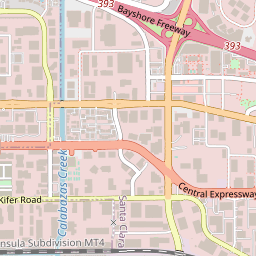 393
Bayshore Freeway
393
Calabazas Creek
Central Expressway
Kifer Road
Santa Clara
nsula Subdivision MT4